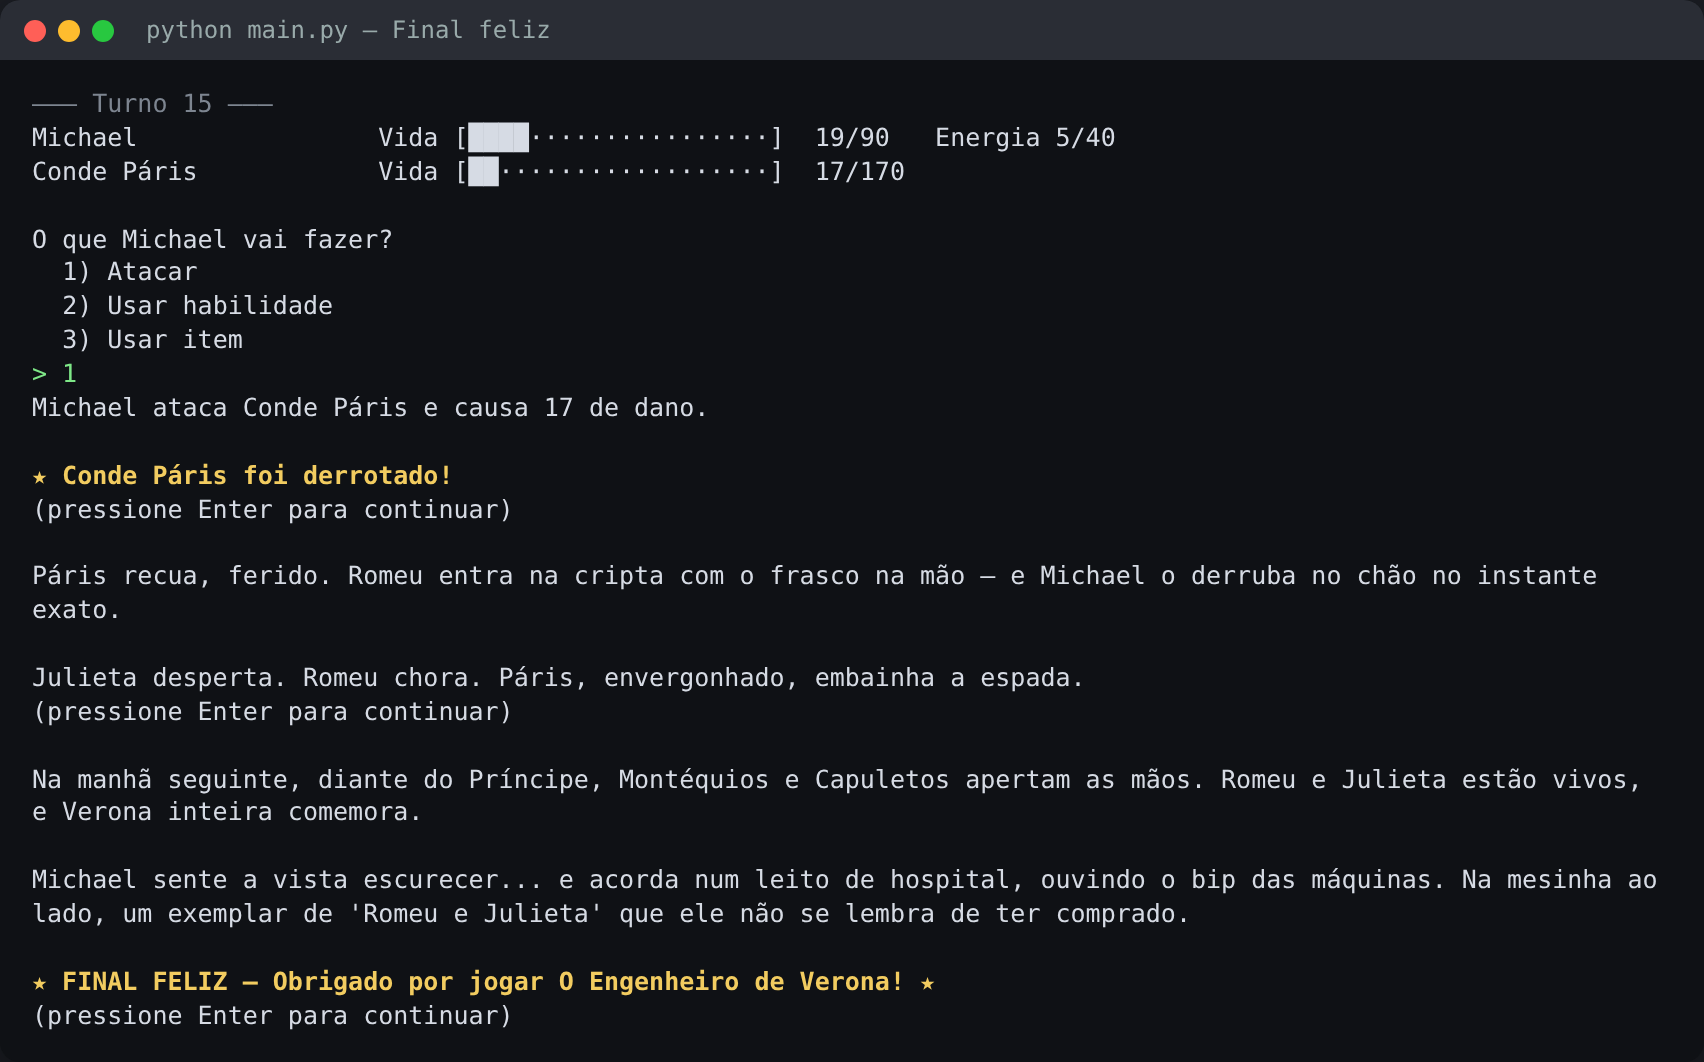 python main.py — Final feliz
─── Turno 15 ───
Michael                Vida [████················]  19/90   Energia 5/40
Conde Páris            Vida [██··················]  17/170
O que Michael vai fazer?
  1) Atacar
  2) Usar habilidade
  3) Usar item
> 1
Michael ataca Conde Páris e causa 17 de dano.
★ Conde Páris foi derrotado!
(pressione Enter para continuar)
Páris recua, ferido. Romeu entra na cripta com o frasco na mão — e Michael o derruba no chão no instante
exato.
Julieta desperta. Romeu chora. Páris, envergonhado, embainha a espada.
(pressione Enter para continuar)
Na manhã seguinte, diante do Príncipe, Montéquios e Capuletos apertam as mãos. Romeu e Julieta estão vivos,
e Verona inteira comemora.
Michael sente a vista escurecer... e acorda num leito de hospital, ouvindo o bip das máquinas. Na mesinha ao
lado, um exemplar de 'Romeu e Julieta' que ele não se lembra de ter comprado.
★ FINAL FELIZ — Obrigado por jogar O Engenheiro de Verona! ★
(pressione Enter para continuar)